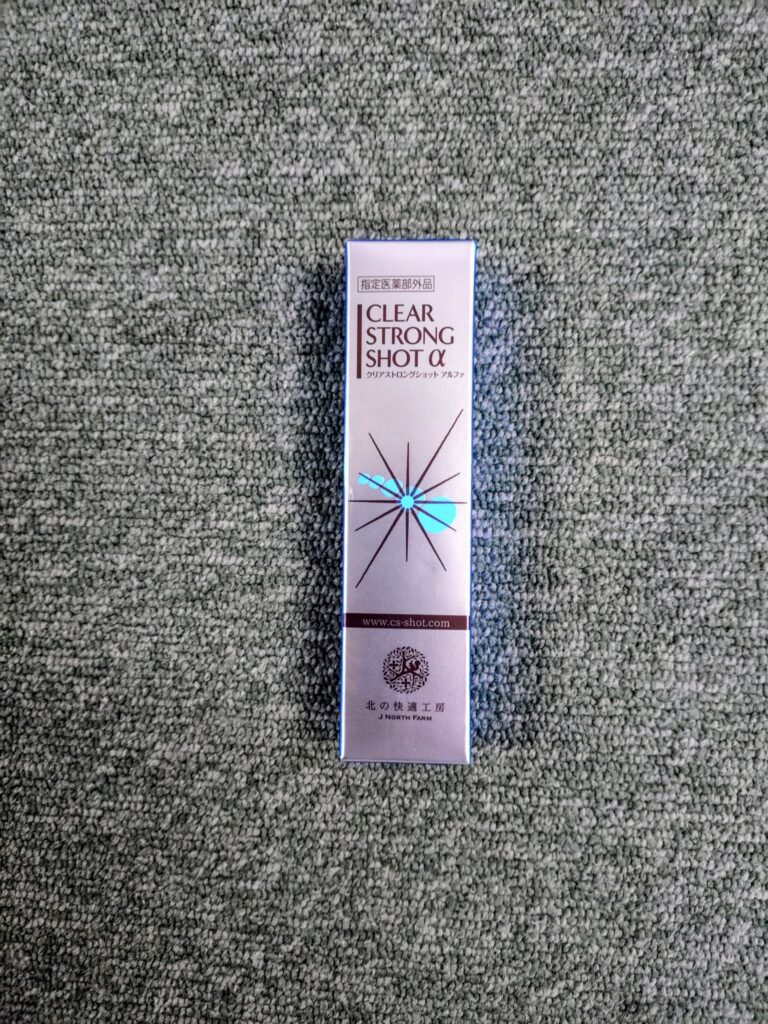 指定医薬部外品
CLEAR
STRONG
SHOT α
クリアストロングショット アルファ
www.cs-shot.com
北の快適工房
J NORTH FARM